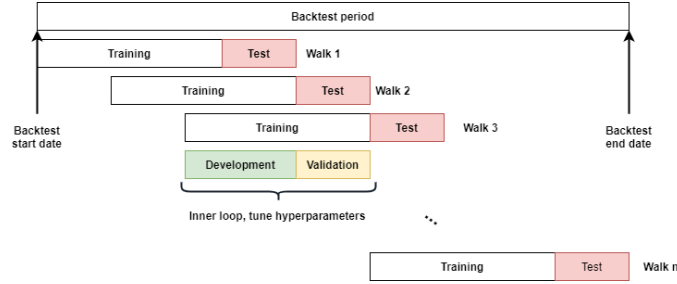 Backtest period
Training Test Walk 1
Training Test Walk 2
Training Test Walk 3
Backtest
start date
Backtest
end date
Development Validation
Inner loop, tune hyperparameters
Training Test Walk n